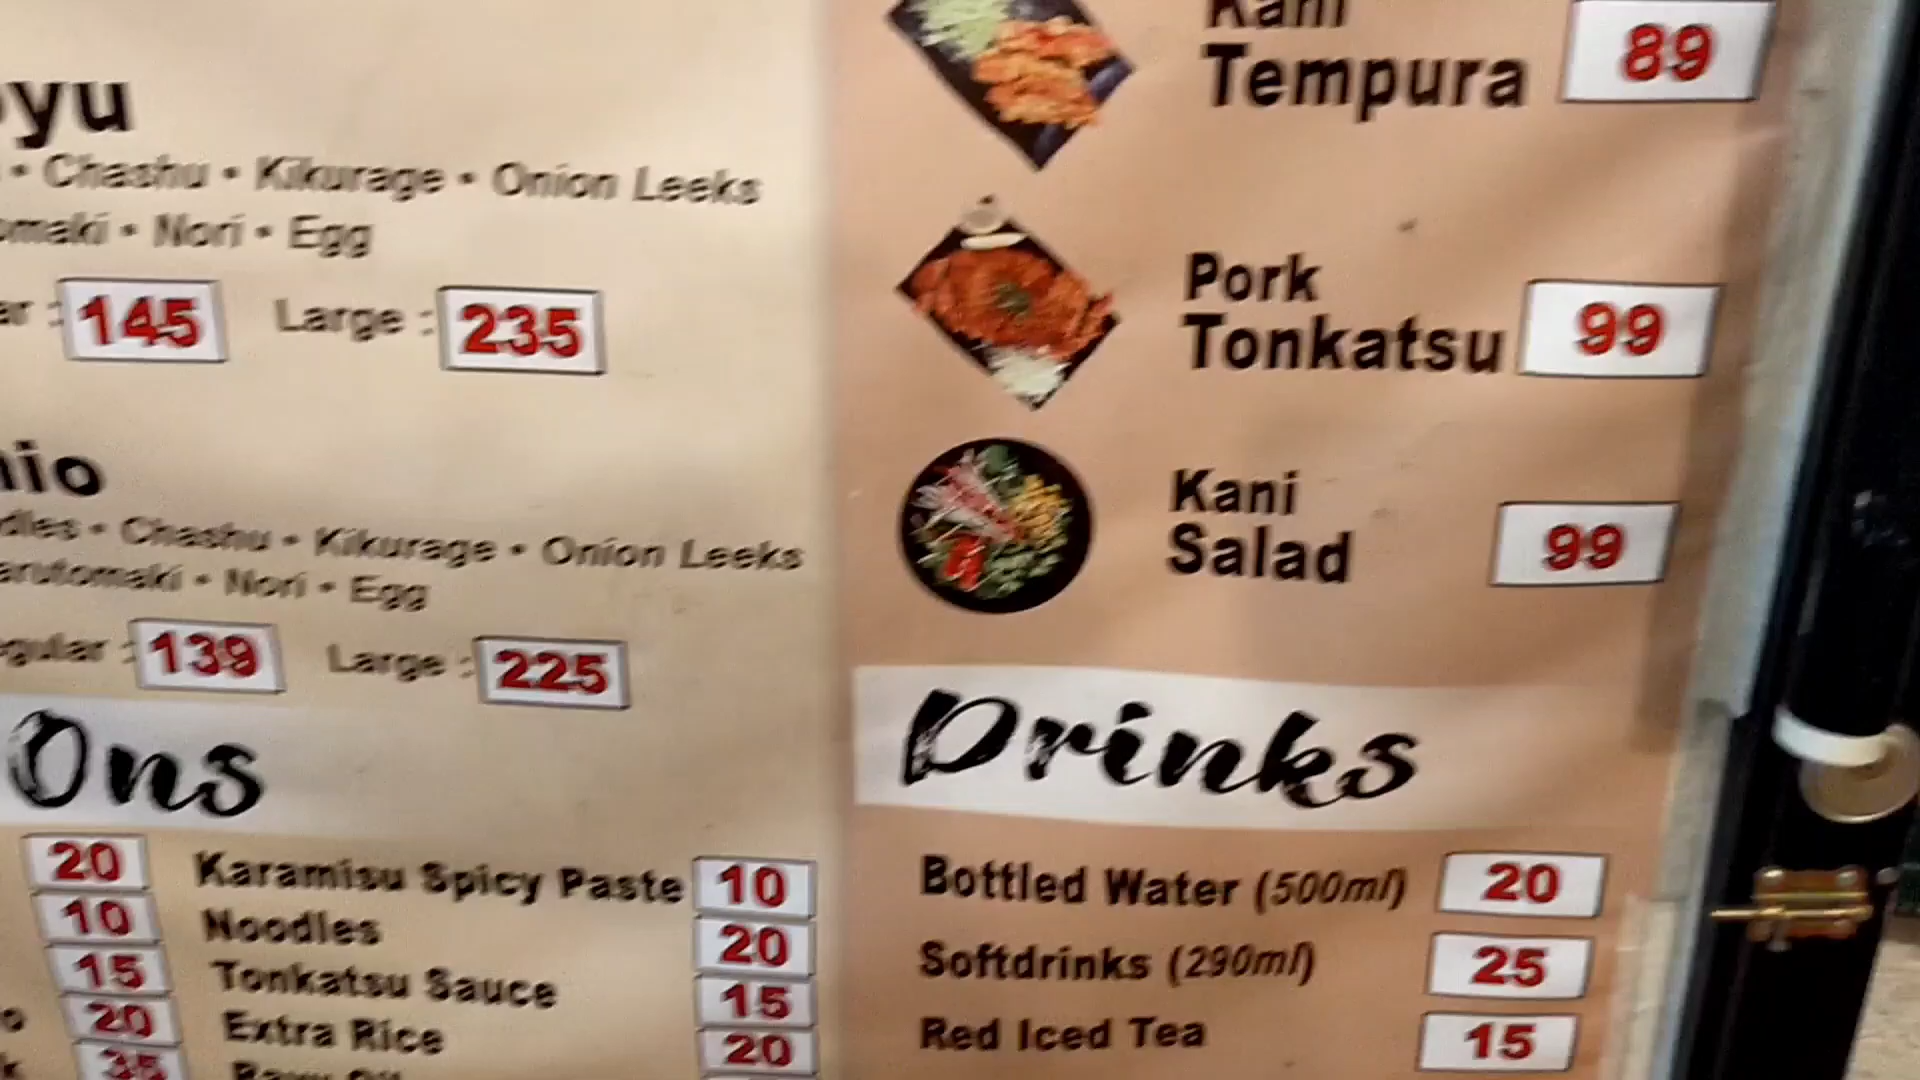 Chashu • Kikurage • Onion Leeks
• Nori • Egg
145 Large : 235
• Chashu • Kikurage • Onion Leeks
• Nori • Egg
139 Large : 225
Ons
20 Karamisu Spicy Paste 10
10 Noodles 20
15 Tonkatsu Sauce 15
20 Extra Rice 20
35
Kani
Tempura 89
Pork
Tonkatsu 99
Kani
Salad 99
Drinks
Bottled Water (500ml) 20
Softdrinks (290ml) 25
Red Iced Tea 15